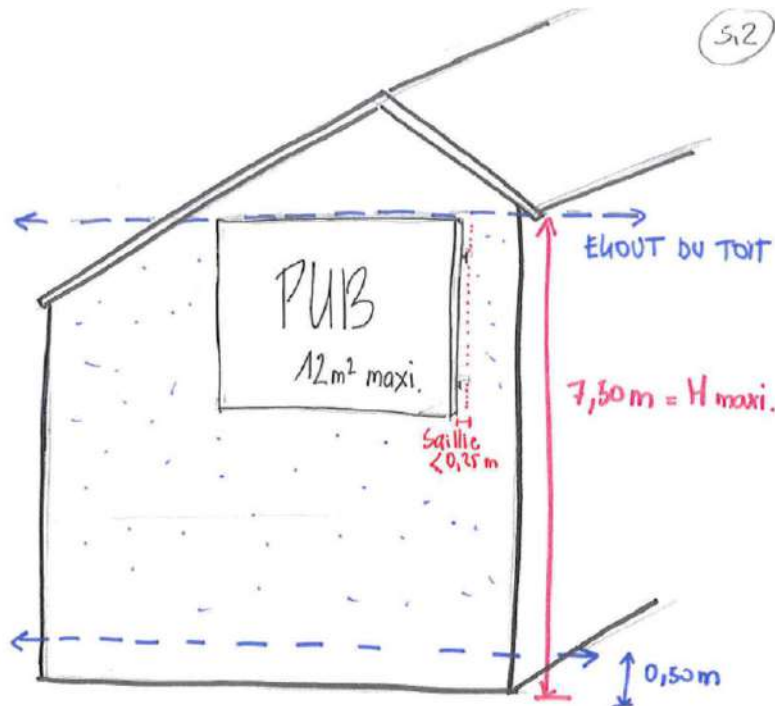 5,2
EGOUT DU TOIT
PUB
12m² maxi.
7,50m = H maxi.
Saillie
<0,25m
0,50m